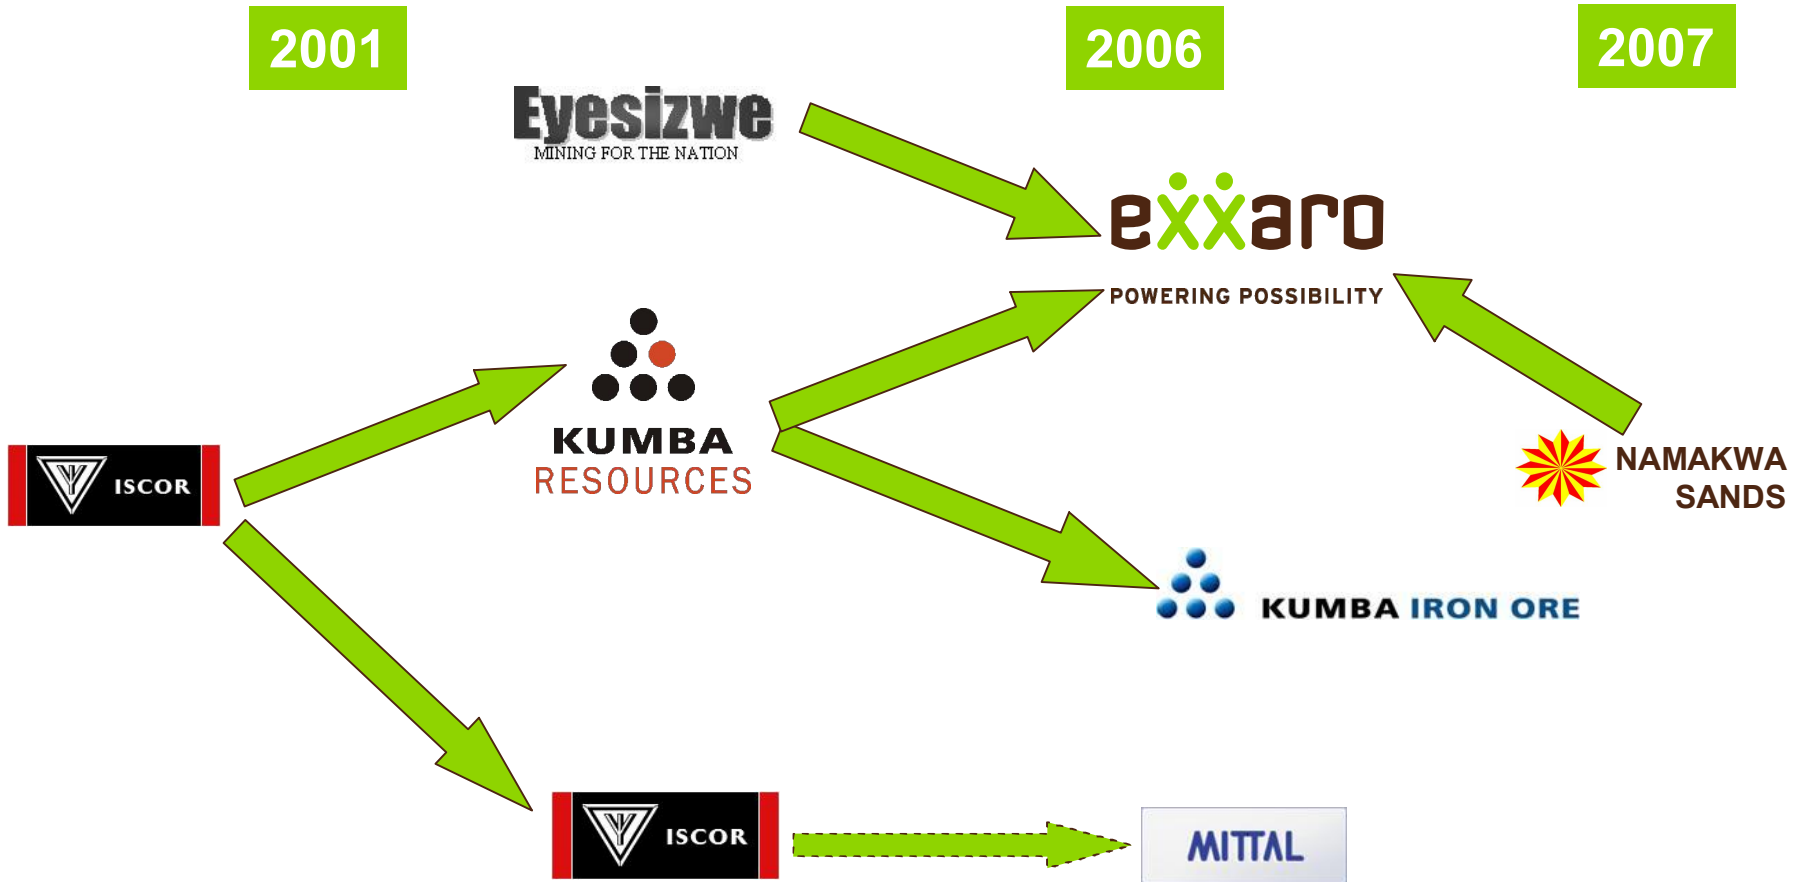 2001
2006
2007
Eyesizwe
MINING FOR THE NATION
exxaro
POWERING POSSIBILITY
KUMBA
RESOURCES
ISCOR
NAMAKWA
SANDS
KUMBA IRON ORE
ISCOR
MITTAL